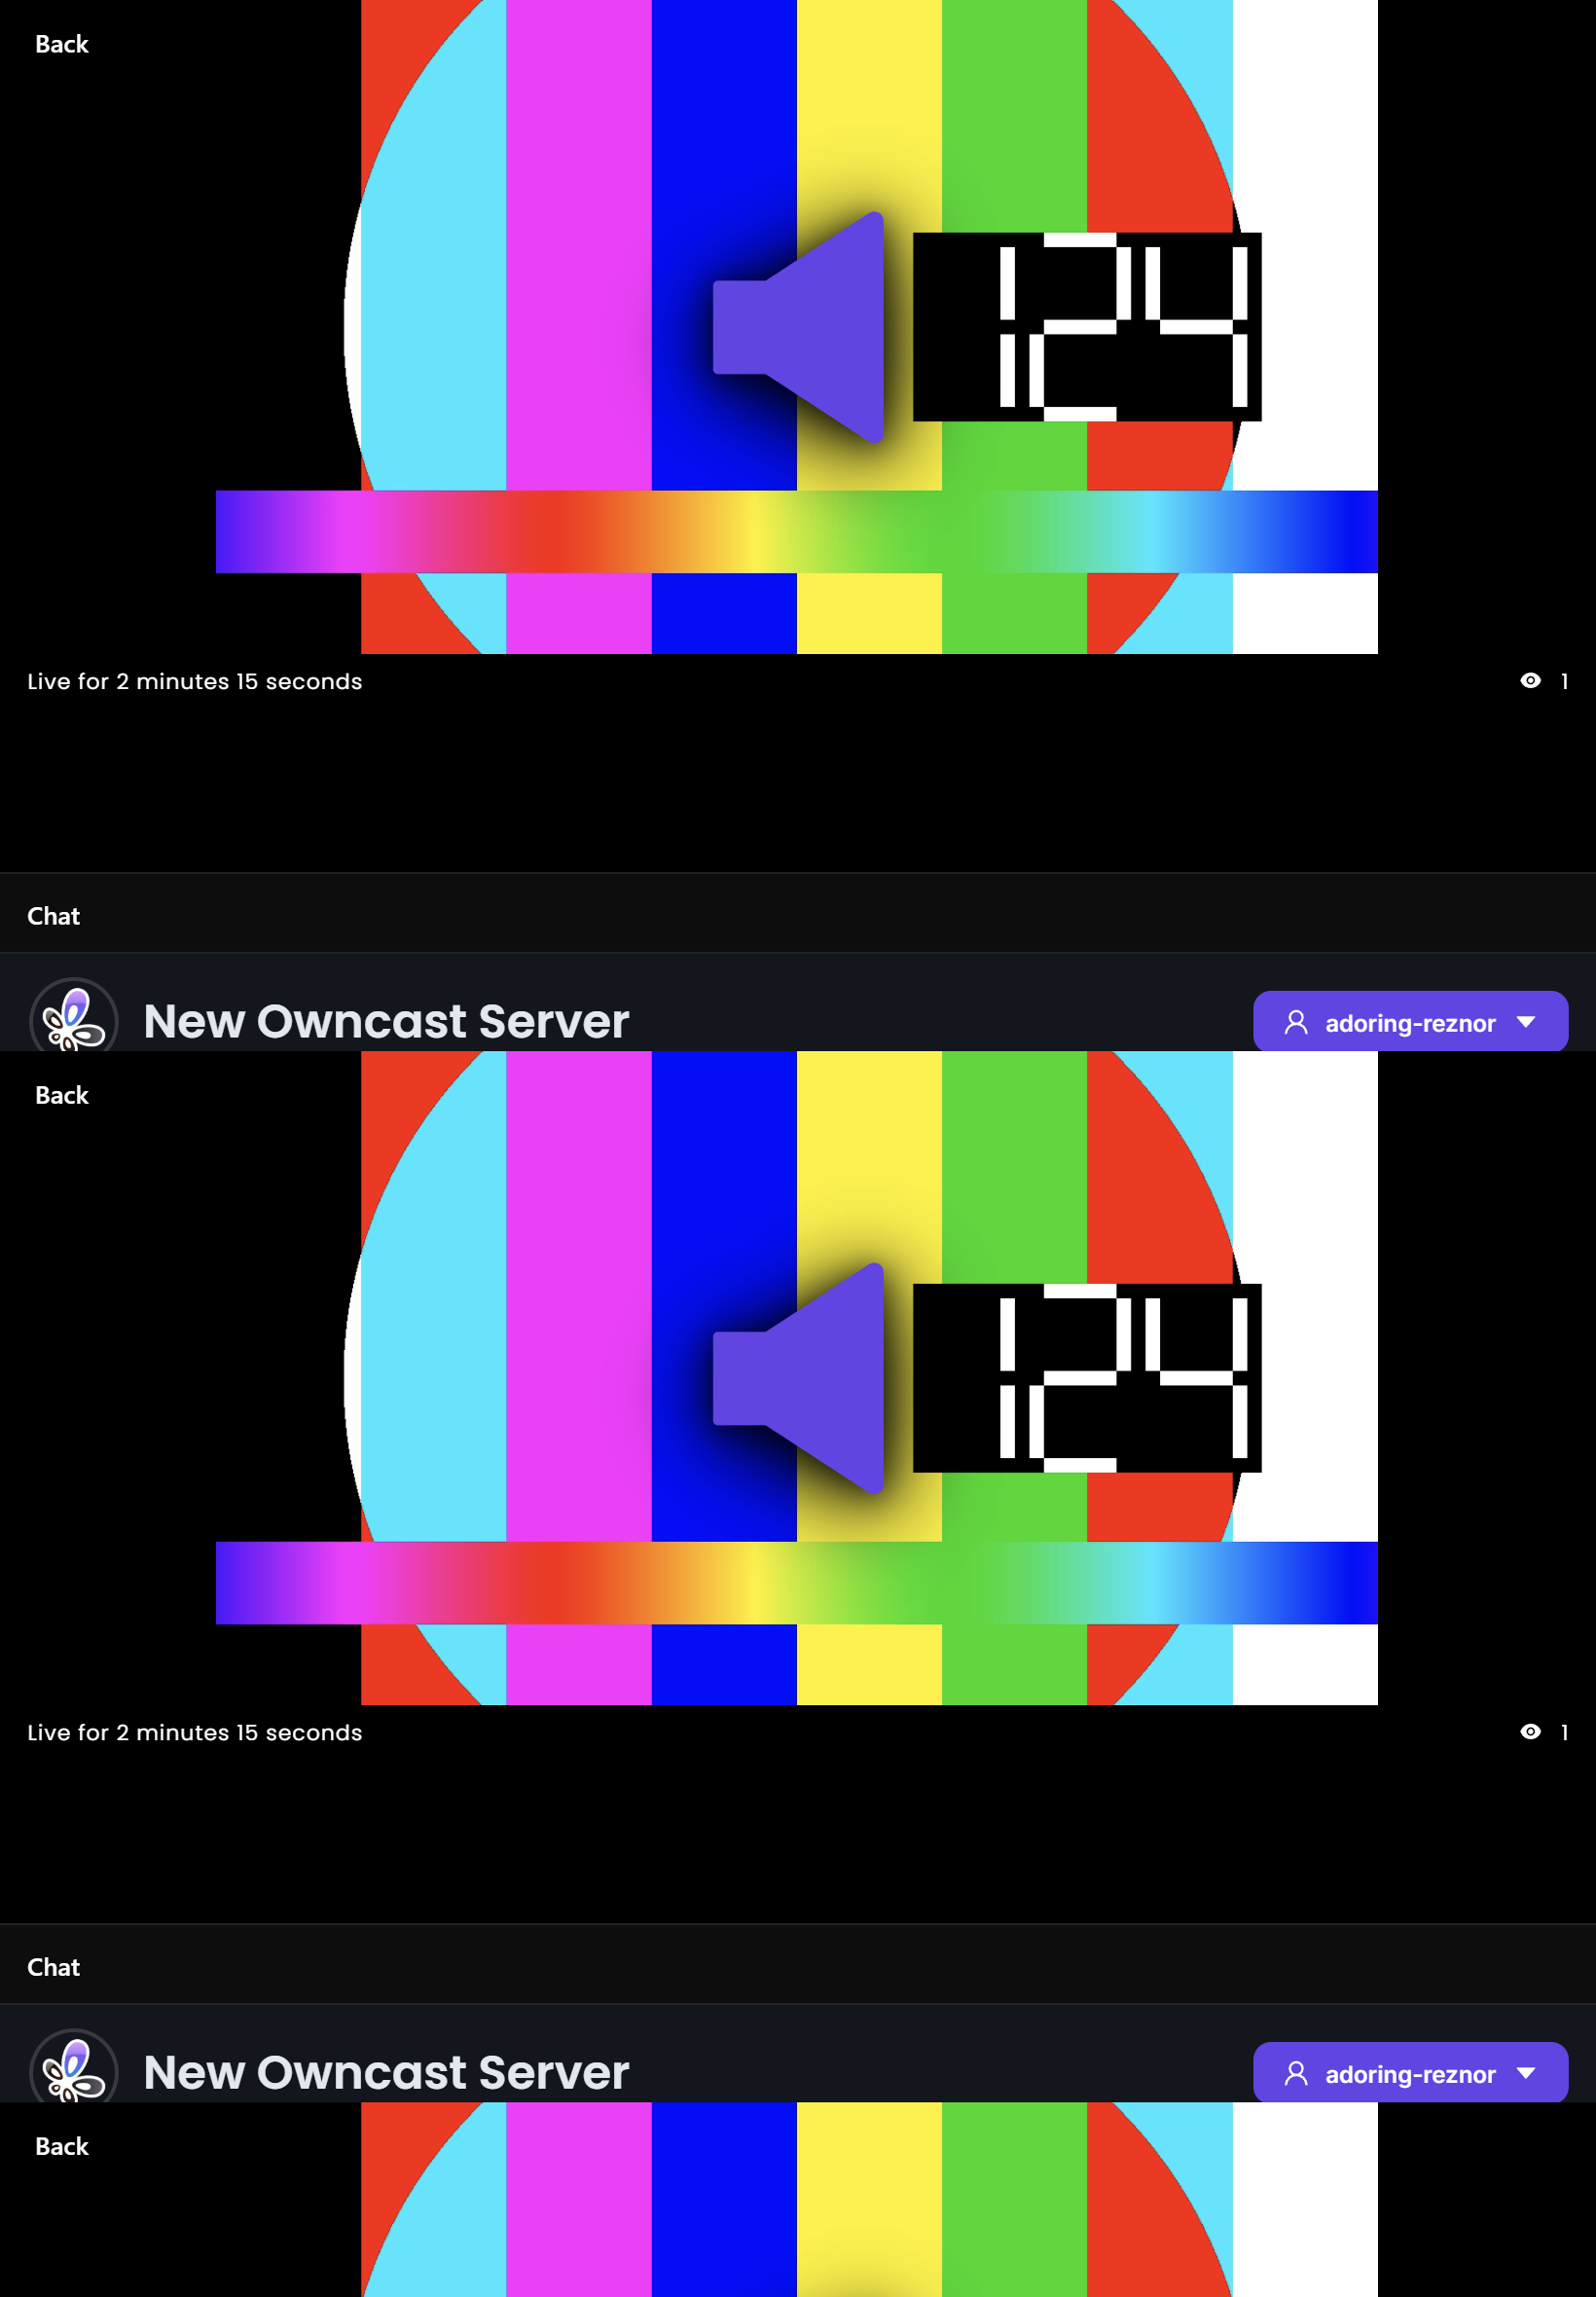 Back
124
Live for 2 minutes 15 seconds
1
Chat
New Owncast Server
adoring-reznor
Back
124
Live for 2 minutes 15 seconds
1
Chat
New Owncast Server
adoring-reznor
Back